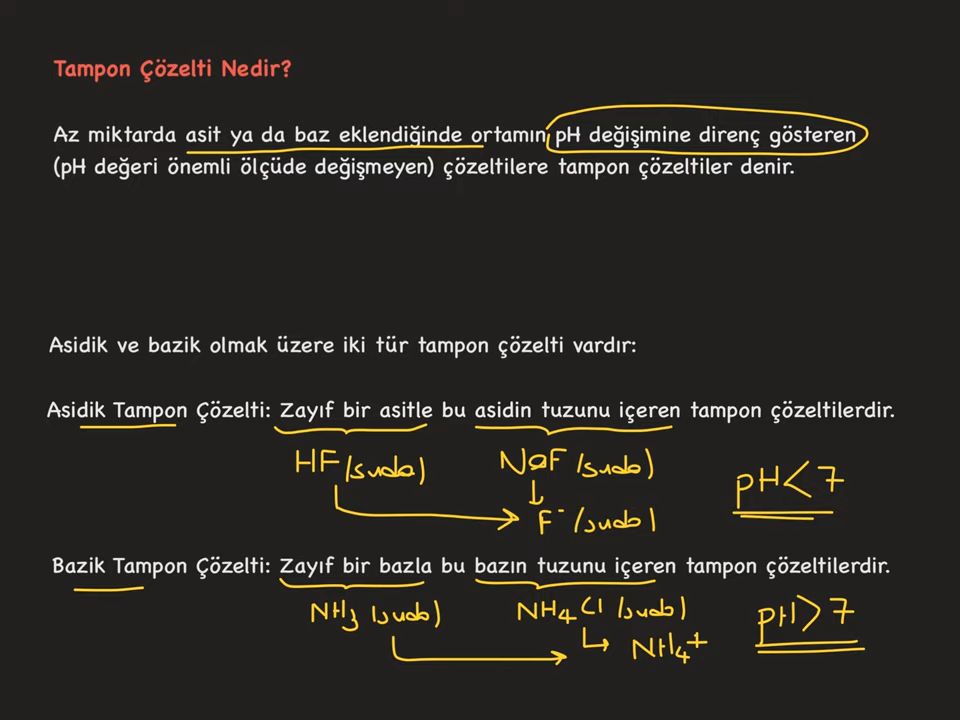 Tampon Çözelti Nedir?
Az miktarda asit ya da baz eklendiğinde ortamın pH değişimine direnç gösteren
(pH değeri önemli ölçüde değişmeyen) çözeltilere tampon çözeltiler denir.
Asidik ve bazik olmak üzere iki tür tampon çözelti vardır:
Asidik Tampon Çözelti: Zayıf bir asitle bu asidin tuzunu içeren tampon çözeltilerdir.
HF (suda) NaF (suda) pH < 7
F⁻ (suda)
Bazik Tampon Çözelti: Zayıf bir bazla bu bazın tuzunu içeren tampon çözeltilerdir.
NH₃ (suda) NH₄Cl (suda) pH > 7
NH₄⁺